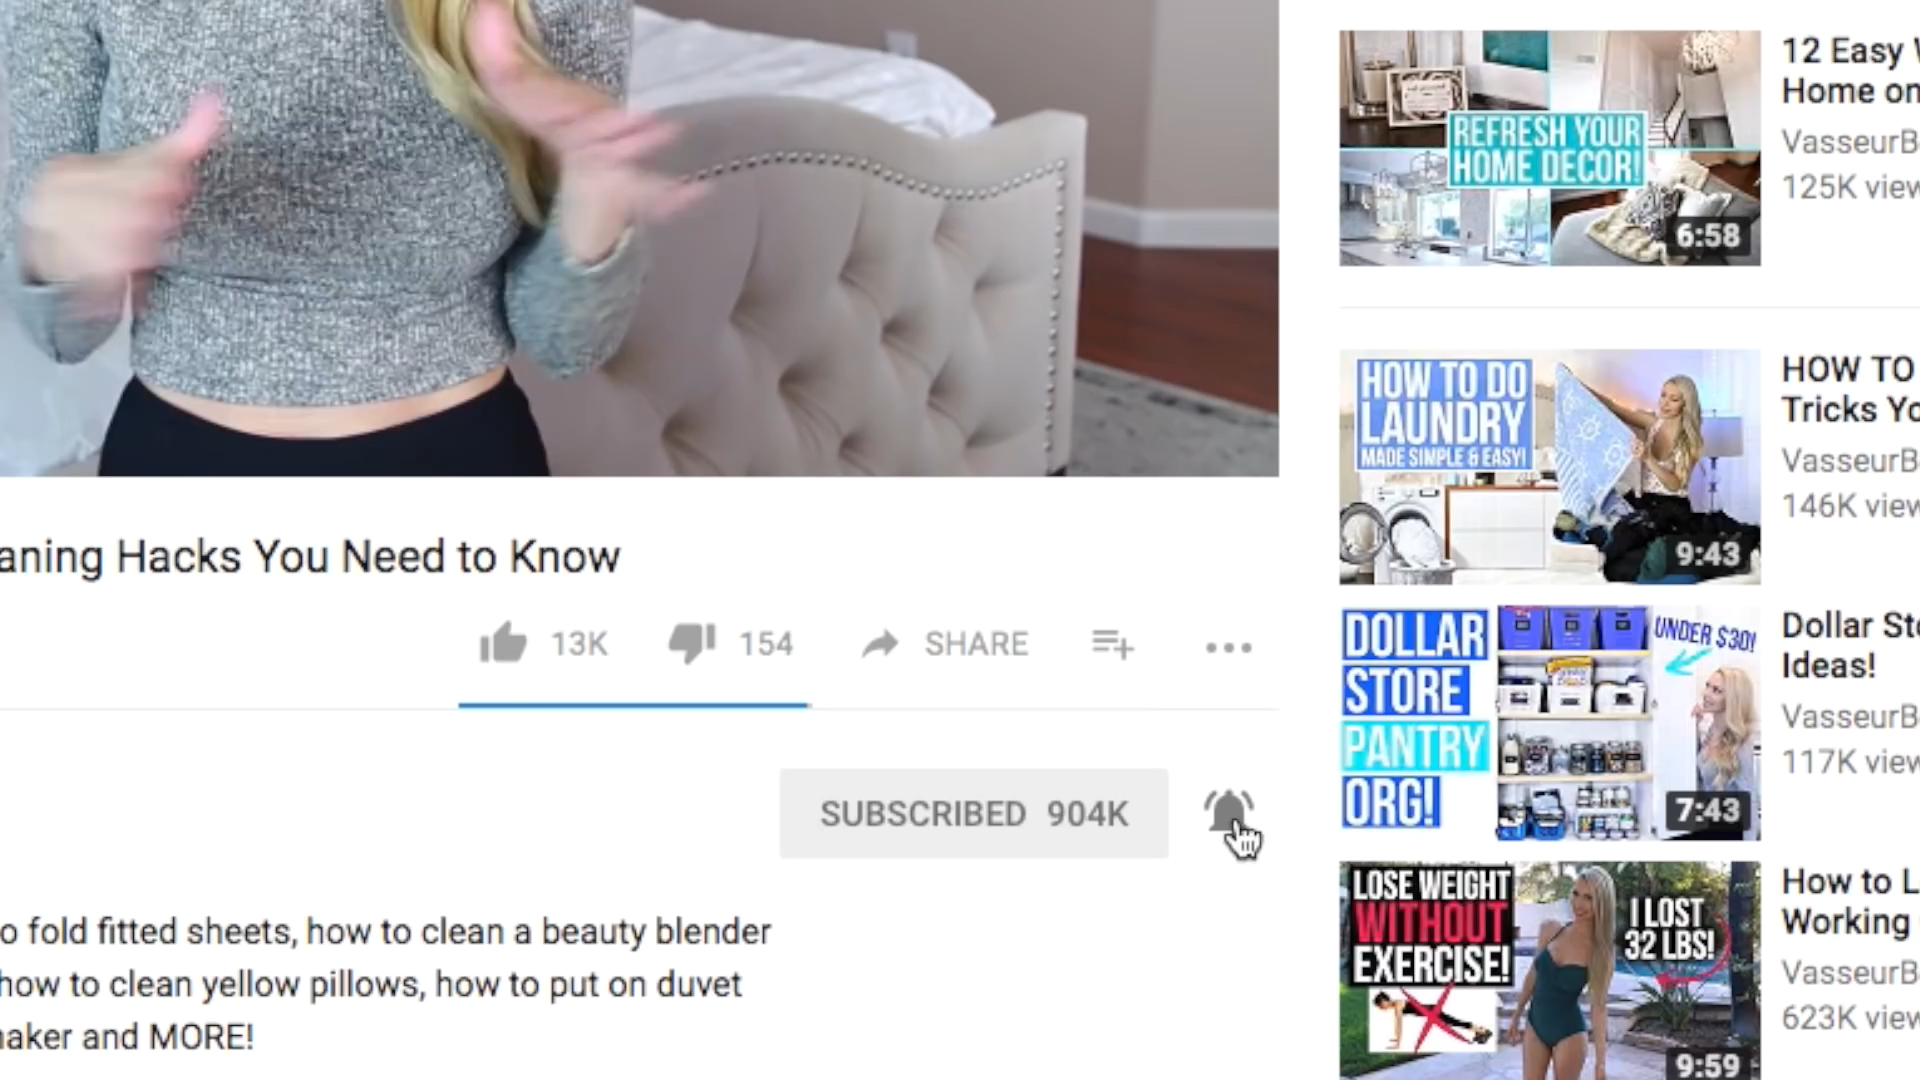 aning Hacks You Need to Know
13K
154
SHARE
SUBSCRIBED 904K
o fold fitted sheets, how to clean a beauty blender
how to clean yellow pillows, how to put on duvet
aker and MORE!
REFRESH YOUR
HOME DECOR!
6:58
12 Easy
Home on
VasseurB
125K view
HOW TO DO
LAUNDRY
MADE SIMPLE & EASY!
9:43
HOW TO
Tricks Yo
VasseurB
146K view
DOLLAR
STORE
PANTRY
ORG!
UNDER $30!
7:43
Dollar Sto
Ideas!
VasseurB
117K view
LOSE WEIGHT
WITHOUT
EXERCISE!
I LOST
32 LBS!
9:59
How to L
Working
VasseurB
623K view